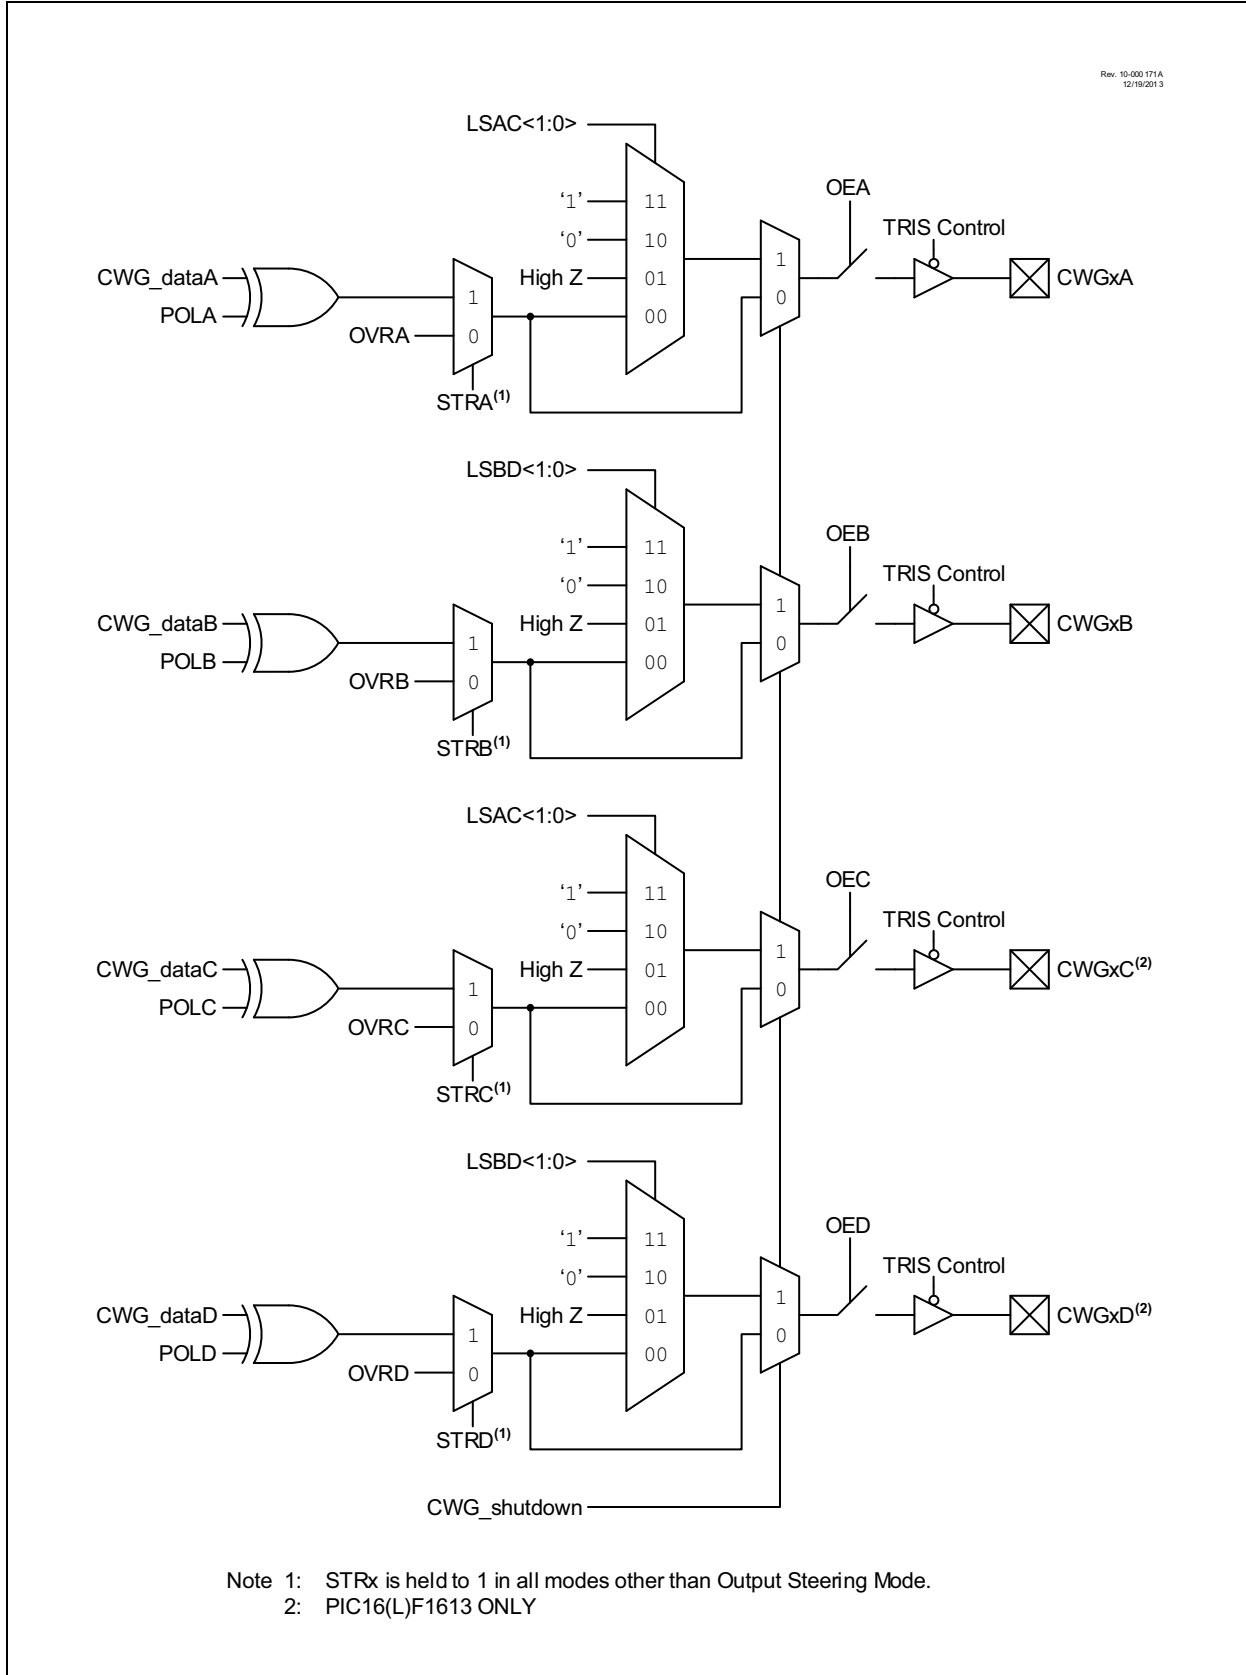 Rev. 10-000 171A
12/19/2013
LSAC<1:0>
OEA
‘1’
11
TRIS Control
‘0’
10
1
CWG_dataA
High Z
01
CWGxA
1
0
POLA
00
OVRA
0
STRA(1)
LSBD<1:0>
OEB
‘1’
11
TRIS Control
‘0’
10
1
CWG_dataB
High Z
01
CWGxB
1
0
POLB
00
OVRB
0
STRB(1)
LSAC<1:0>
OEC
‘1’
11
TRIS Control
‘0’
10
1
CWG_dataC
High Z
01
CWGxC(2)
1
0
POLC
00
OVRC
0
STRC(1)
LSBD<1:0>
OED
‘1’
11
TRIS Control
‘0’
10
1
CWG_dataD
High Z
01
CWGxD(2)
1
0
POLD
00
OVRD
0
STRD(1)
CWG_shutdown
Note 1: STRx is held to 1 in all modes other than Output Steering Mode.
2: PIC16(L)F1613 ONLY